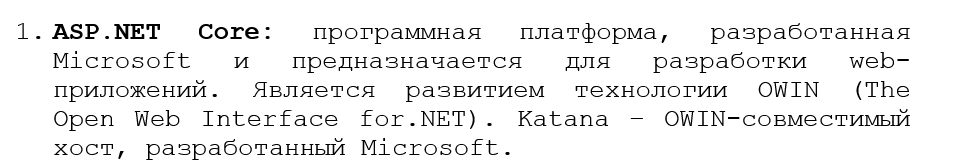 1. ASP.NET Core: программная платформа, разработанная
Microsoft и предназначается для разработки web-
приложений. Является развитием технологии OWIN (The
Open Web Interface for.NET). Katana – OWIN-совместимый
хост, разработанный Microsoft.